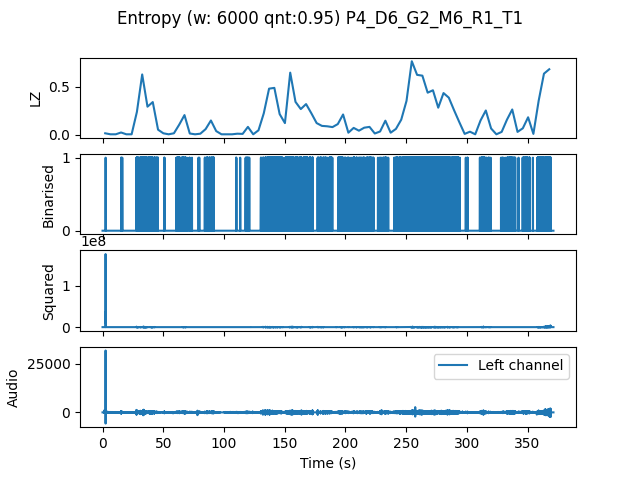 Entropy (w: 6000 qnt:0.95) P4_D6_G2_M6_R1_T1
LZ
0.5
0.0
Binarised
1
0
1e8
Squared
1
0
Audio
25000
0
Left channel
0 50 100 150 200 250 300 350
Time (s)